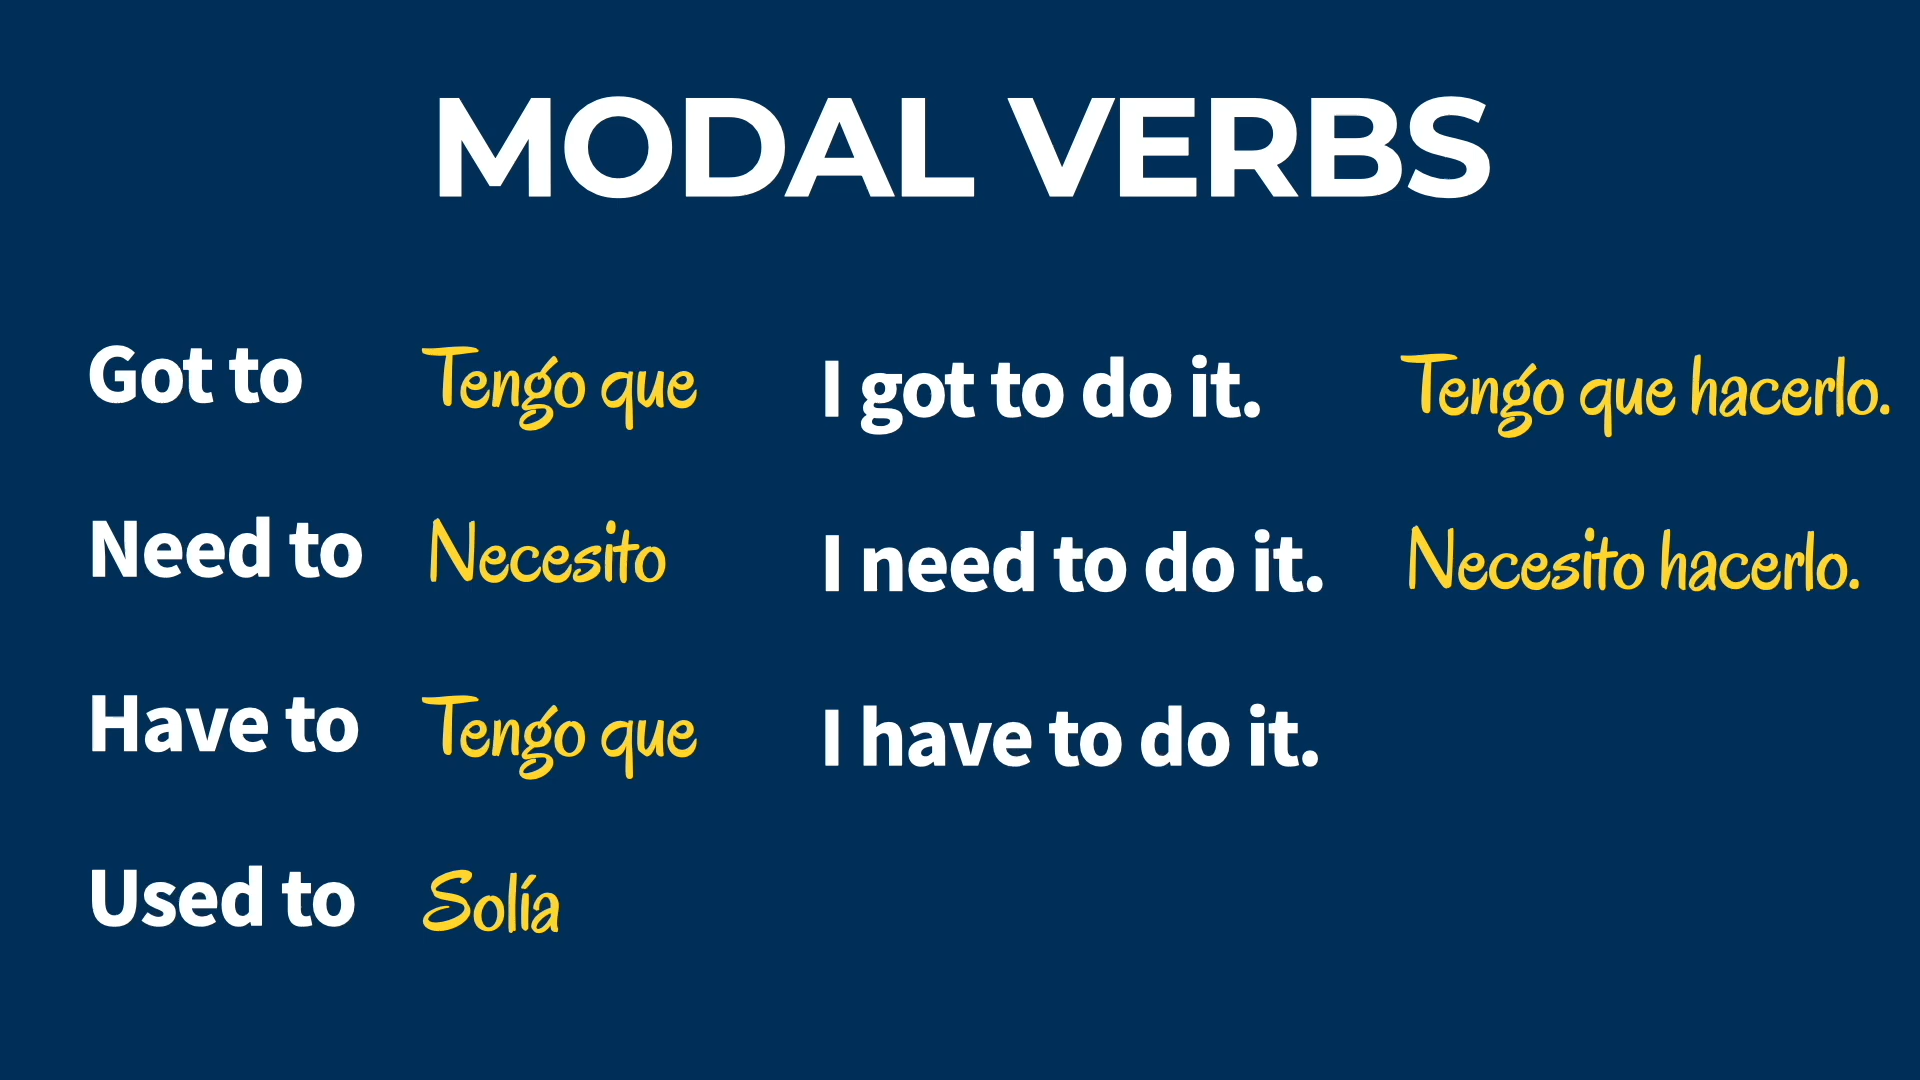 MODAL VERBS
Got to Tengo que I got to do it. Tengo que hacerlo.
Need to Necesito I need to do it. Necesito hacerlo.
Have to Tengo que I have to do it.
Used to Solía